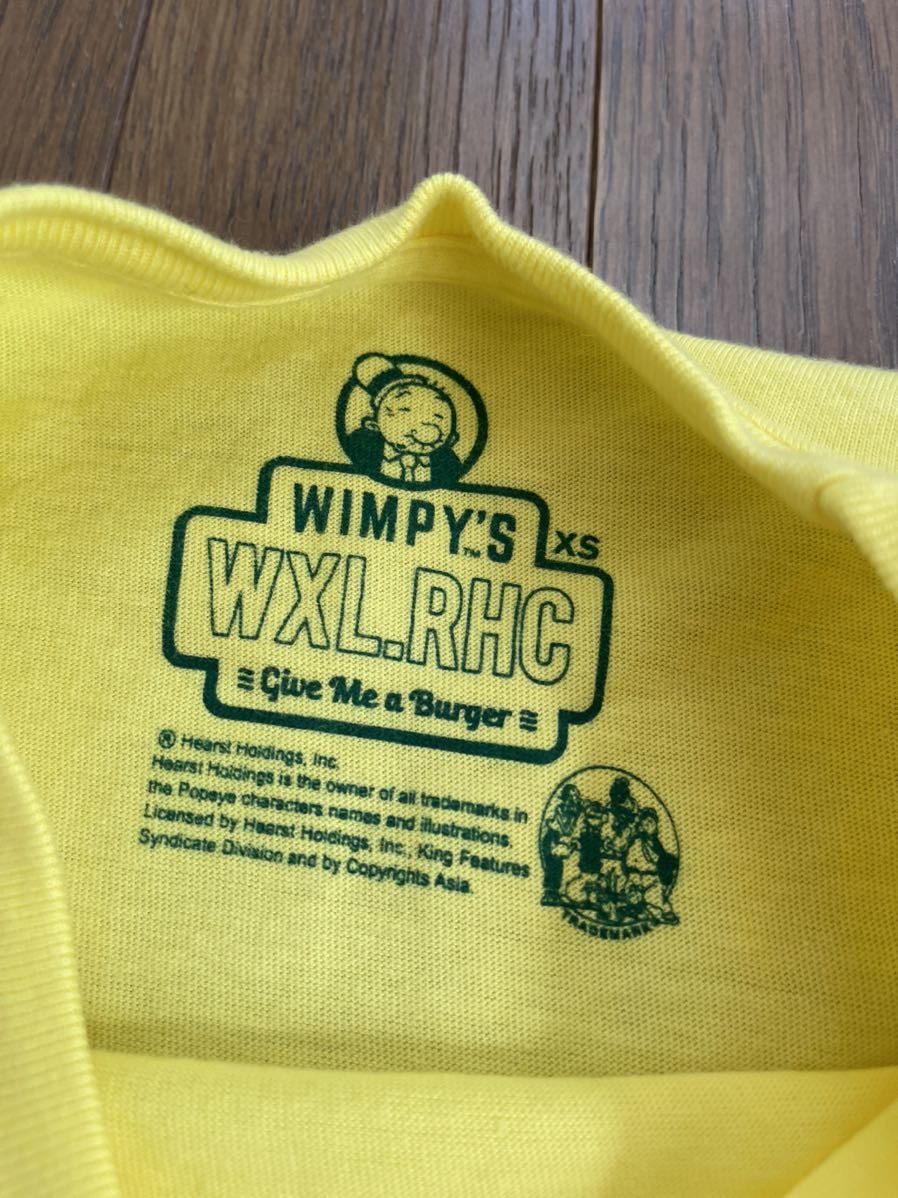 WIMPY'S
™
XS
WXL.RHC
Give Me a Burger
® Hearst Holdings, Inc.
Hearst Holdings is the owner of all trademarks in
the Popeye characters names and illustrations.
Licensed by Hearst Holdings, Inc., King Features
Syndicate Division and by Copyrights Asia.
TRADEMARK